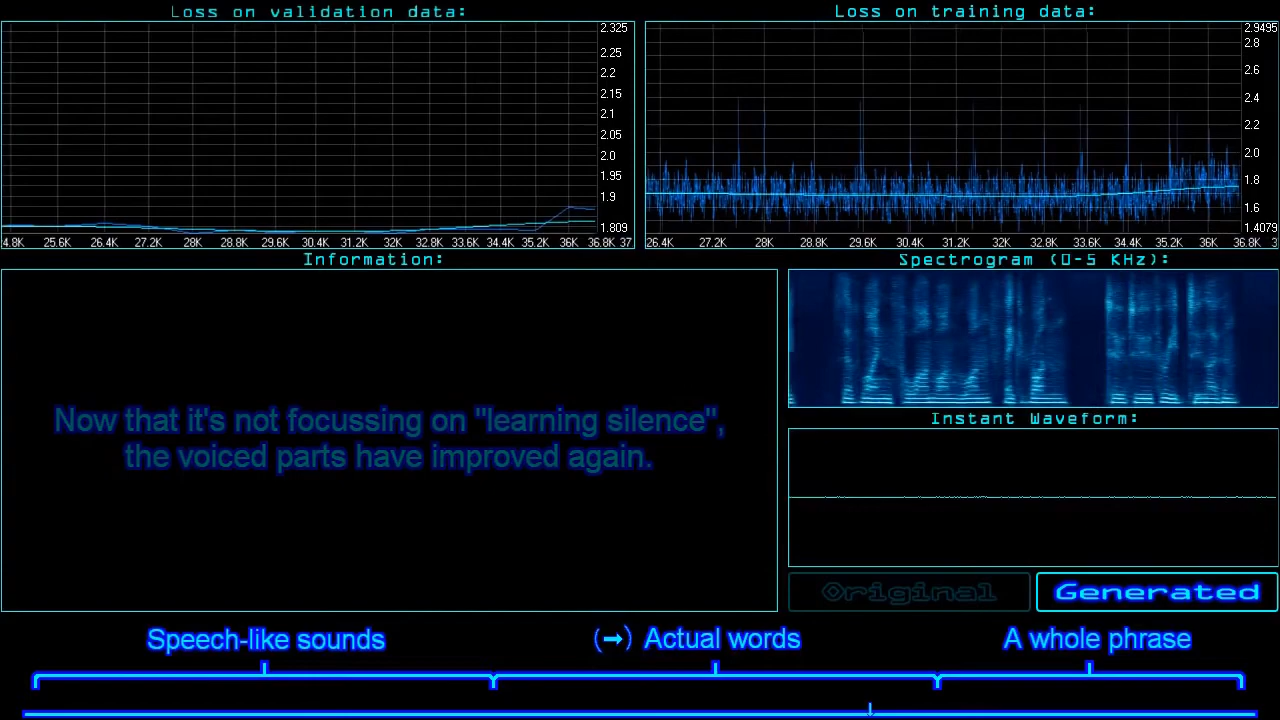 Loss on validation data:
2.325
2.25
2.2
2.15
2.1
2.05
2.0
1.95
1.9
1.809
4.8K 25.6K 26.4K 27.2K 28K 28.8K 29.6K 30.4K 31.2K 32K 32.8K 33.6K 34.4K 35.2K 36K 36.8K 37
Loss on training data:
2.9495
2.8
2.6
2.4
2.2
2.0
1.8
1.6
1.4079
26.4K 27.2K 28K 28.8K 29.6K 30.4K 31.2K 32K 32.8K 33.6K 34.4K 35.2K 36K 36.8K 3
Information:
Now that it's not focussing on "learning silence",
the voiced parts have improved again.
Spectrogram (0-5 KHz):
Instant Waveform:
Original Generated
Speech-like sounds (→) Actual words A whole phrase